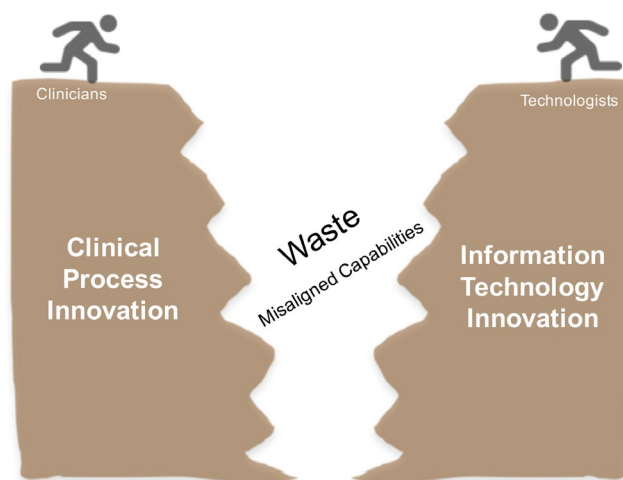 Clinicians
Technologists
Waste
Misaligned Capabilities
Clinical
Process
Innovation
Information
Technology
Innovation